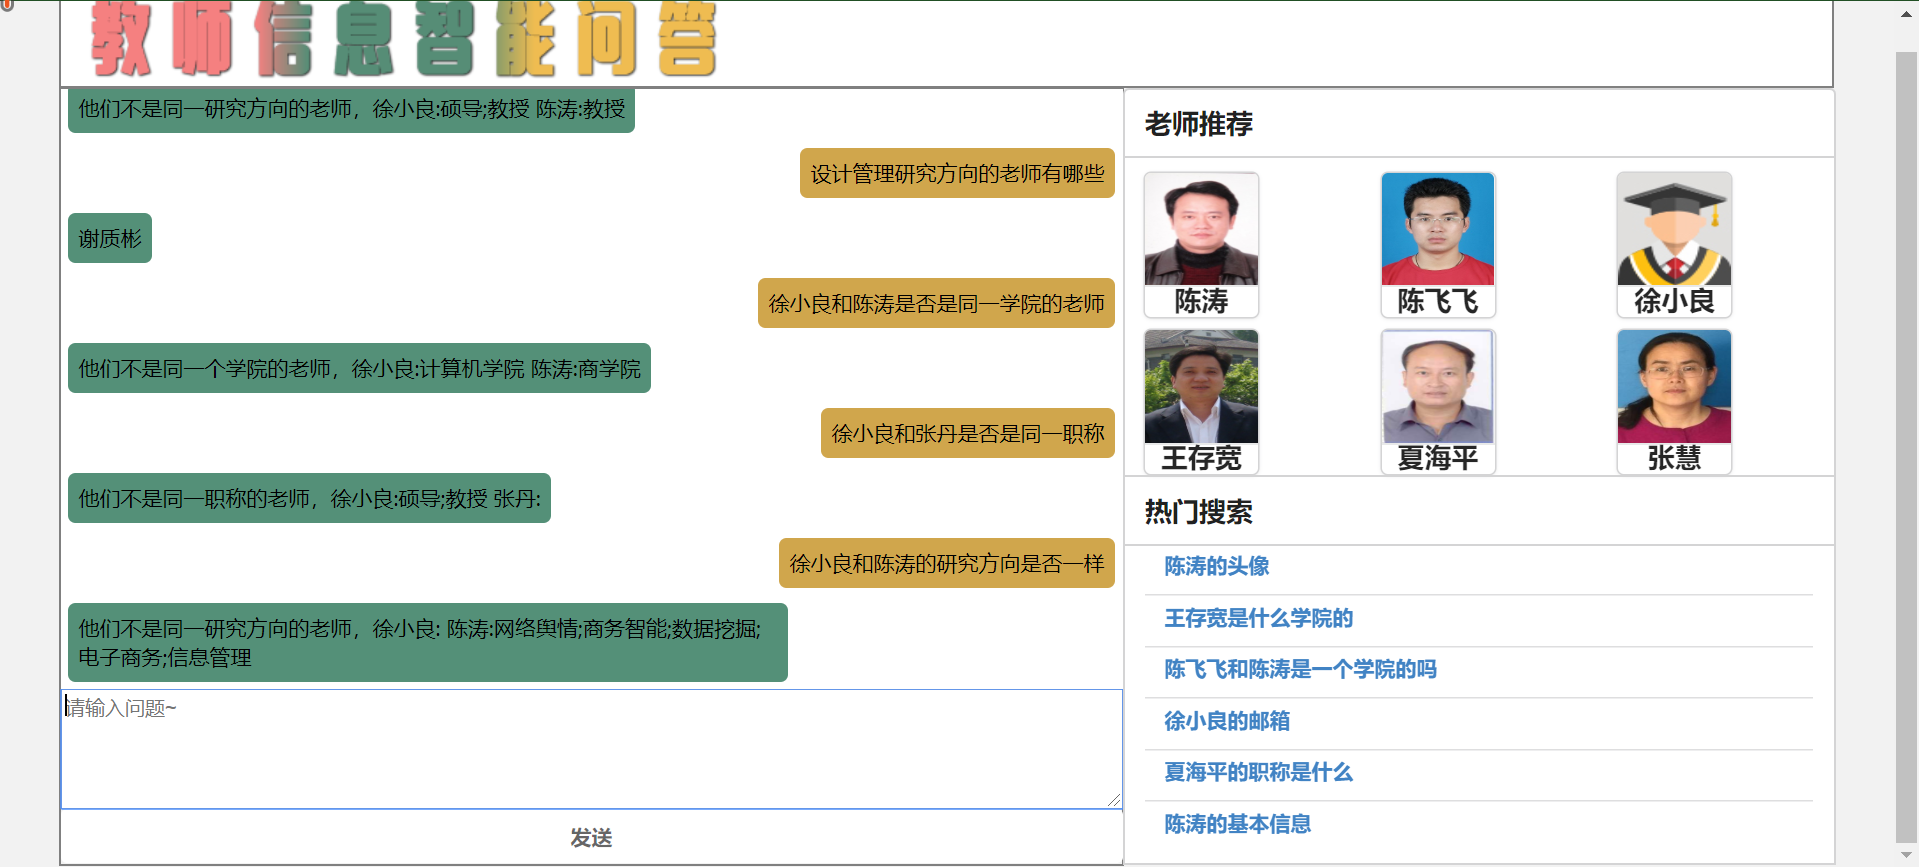 教师信息智能问答
他们不是同一研究方向的老师，徐小良:硕导;教授 陈涛:教授
设计管理研究方向的老师有哪些
谢质彬
徐小良和陈涛是否是同一学院的老师
他们不是同一个学院的老师，徐小良:计算机学院 陈涛:商学院
徐小良和张丹是否是同一职称
他们不是同一职称的老师，徐小良:硕导;教授 张丹:
徐小良和陈涛的研究方向是否一样
他们不是同一研究方向的老师，徐小良: 陈涛:网络舆情;商务智能;数据挖掘;
电子商务;信息管理
请输入问题~
发送
老师推荐
陈涛
陈飞飞
徐小良
王存宽
夏海平
张慧
热门搜索
陈涛的头像
王存宽是什么学院的
陈飞飞和陈涛是一个学院的吗
徐小良的邮箱
夏海平的职称是什么
陈涛的基本信息